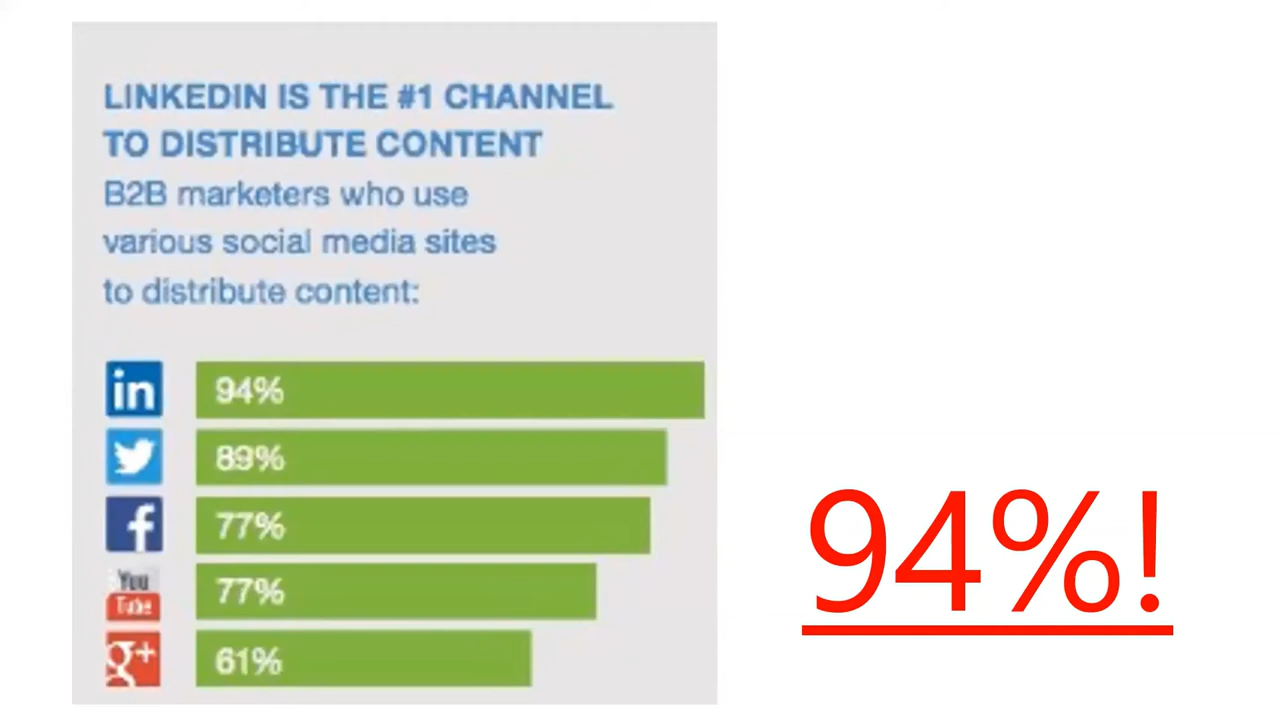 LINKEDIN IS THE #1 CHANNEL
TO DISTRIBUTE CONTENT
B2B marketers who use
various social media sites
to distribute content:
in 94%
89%
f 77%
You
Tube 77%
g+ 61%
94%!